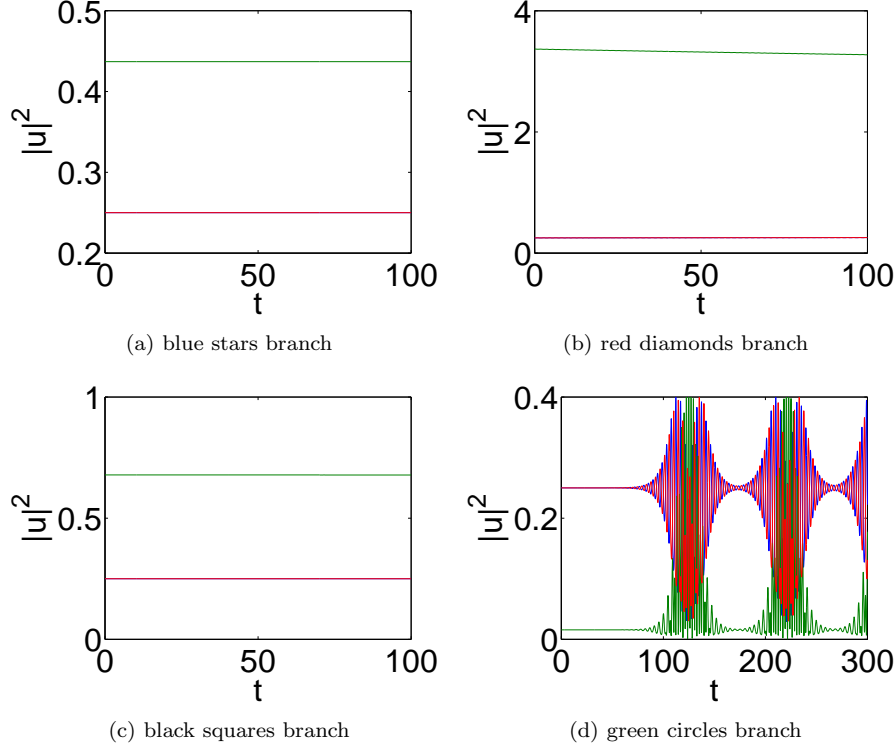 0.5
0.4
0.3
0.2
|u|²
0
50
100
t
(a) blue stars branch
4
2
0
|u|²
0
50
100
t
(b) red diamonds branch
1
0.5
0
|u|²
0
50
100
t
(c) black squares branch
0.4
0.2
0
|u|²
0
100
200
300
t
(d) green circles branch